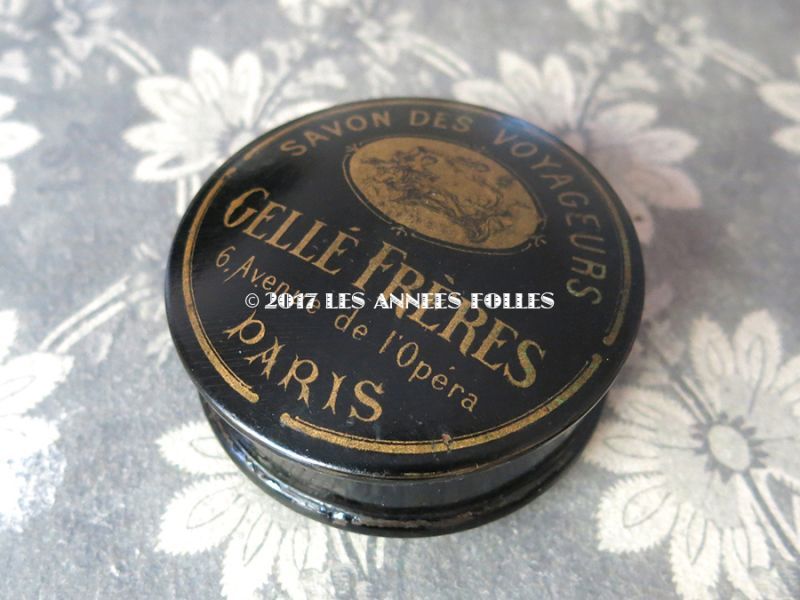 SAVON DES VOYAGEURS
GELLÉ FRÈRES
6, Avenue de l'Opéra
PARIS
© 2017 LES ANNEES FOLLES